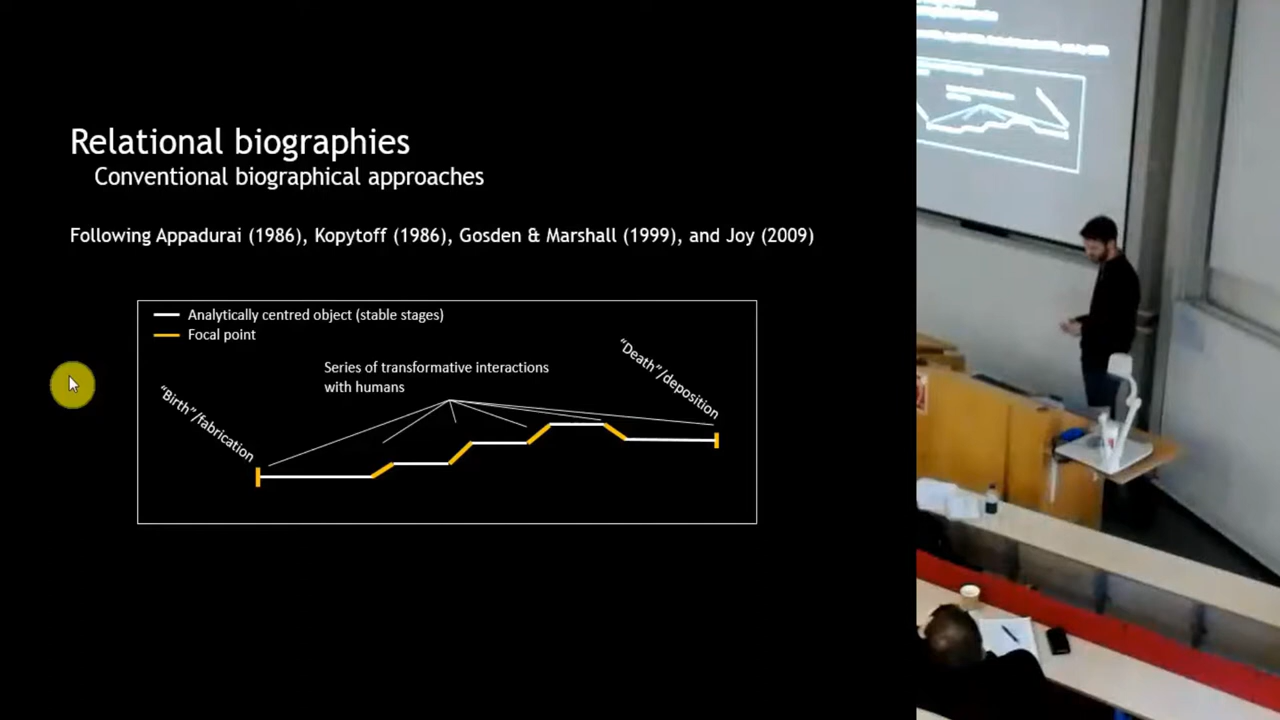 Relational biographies
Conventional biographical approaches
Following Appadurai (1986), Kopytoff (1986), Gosden & Marshall (1999), and Joy (2009)
Analytically centred object (stable stages)
Focal point
Series of transformative interactions
with humans
"Birth"/fabrication
"Death"/deposition